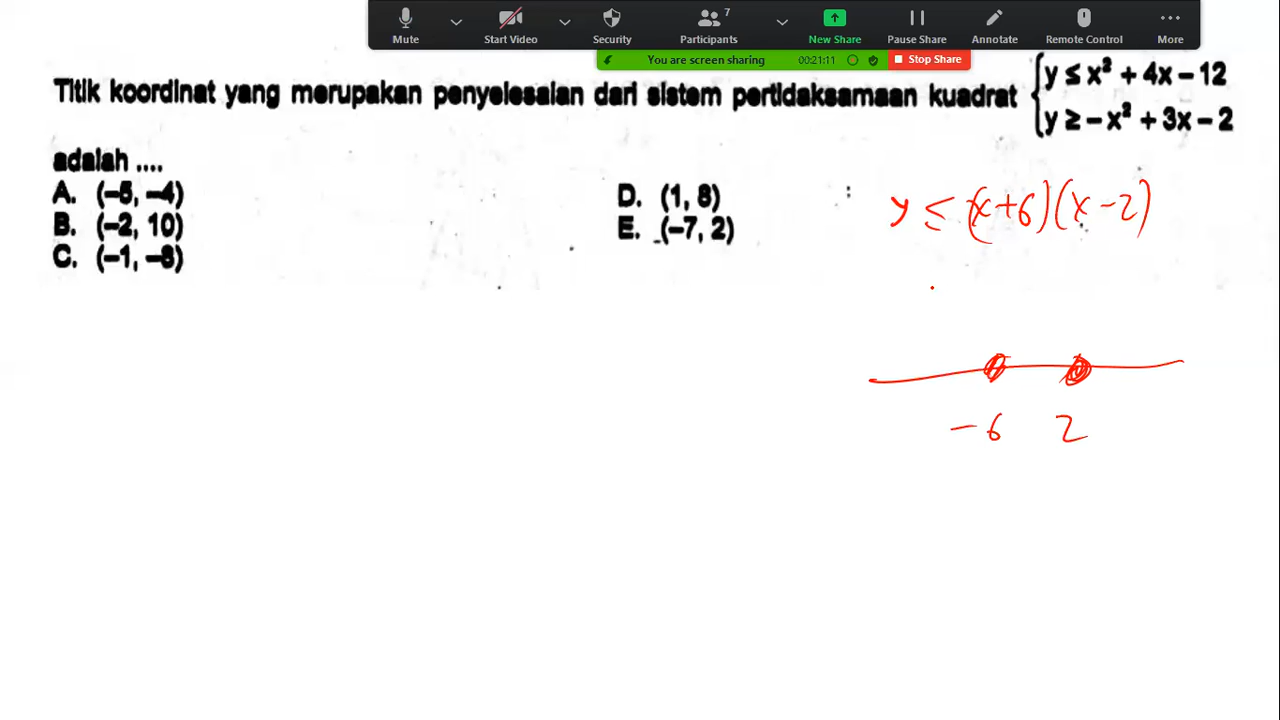 7
Mute Start Video Security Participants New Share Pause Share Annotate Remote Control More
You are screen sharing 00:21:11 Stop Share
Titik koordinat yang merupakan penyelesaian dari sistem pertidaksamaan kuadrat {y ≤ x² + 4x – 12
y ≥ – x² + 3x – 2
adalah ....
A. (–5, –4)
B. (–2, 10)
C. (–1, –8)
D. (1, 8)
E. (–7, 2)
y ≤ (x+6)(x-2)
-6 2